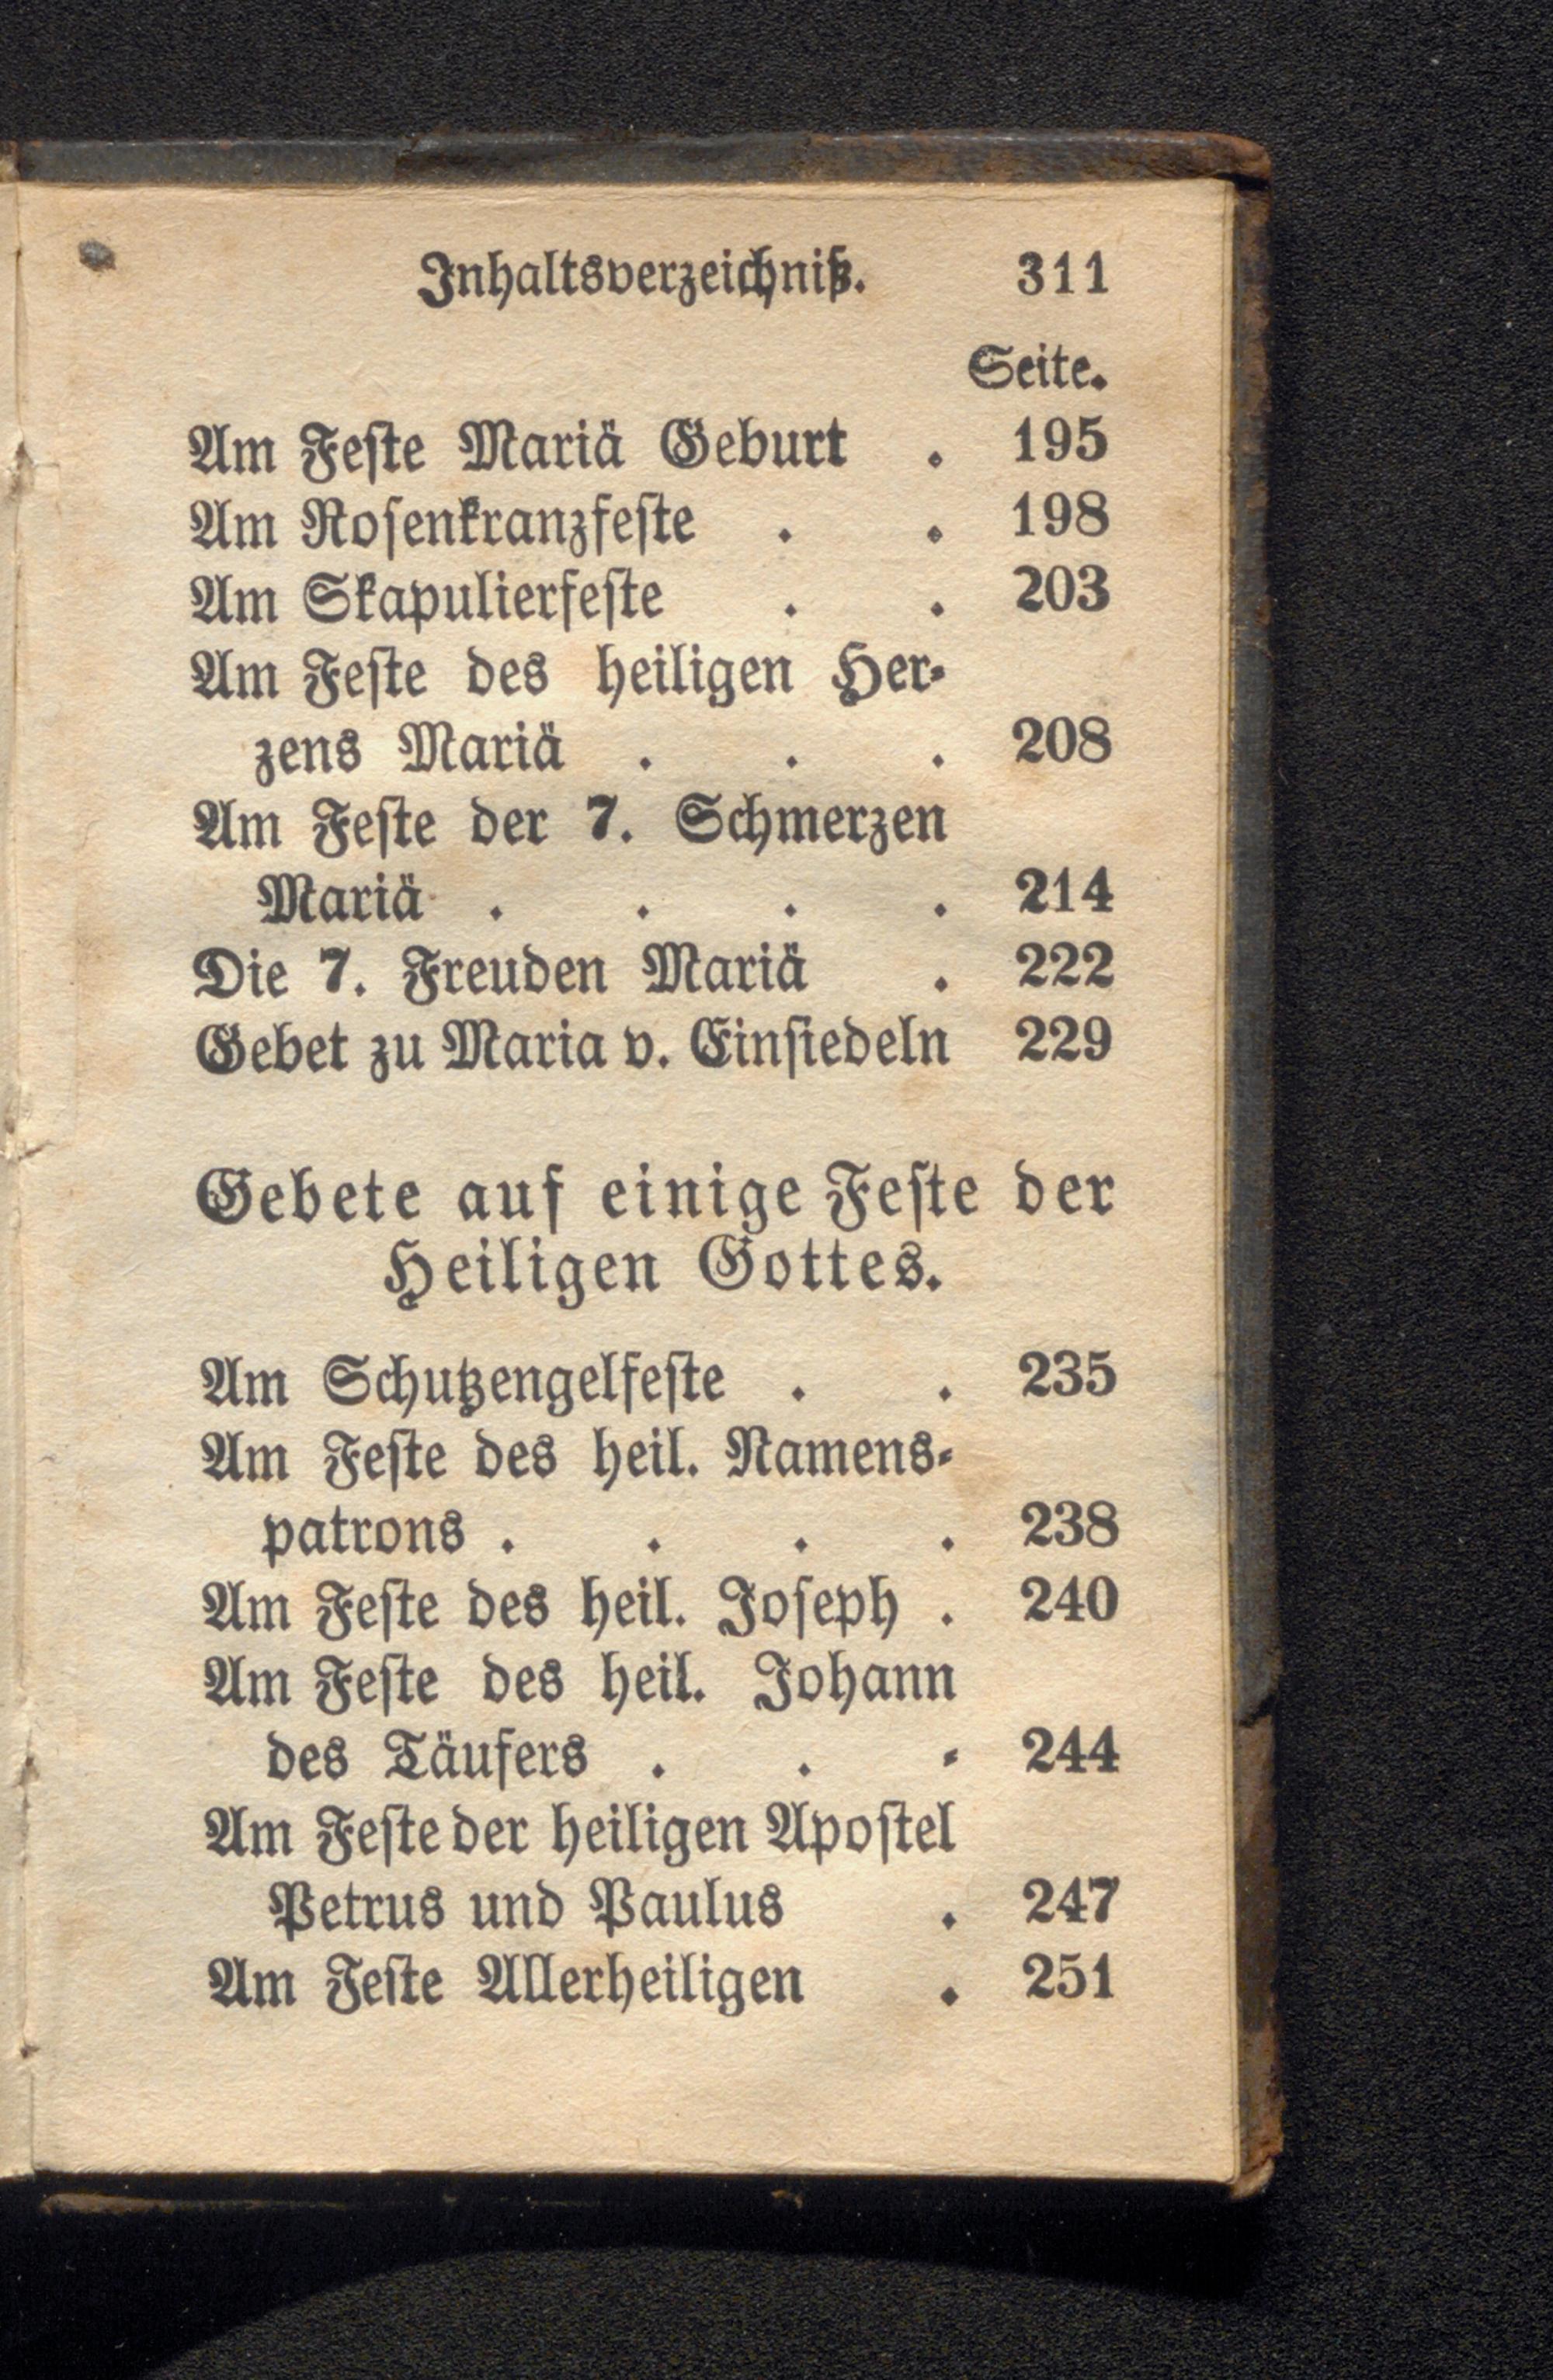 Inhaltsverzeichniß. 311
Seite.
Am Feste Mariä Geburt . 195
Am Rosenkranzfeste . . 198
Am Skapulierfeste . . 203
Am Feste des heiligen Her-
zens Mariä . . . 208
Am Feste der 7. Schmerzen
Mariä . . . . 214
Die 7. Freuden Mariä . 222
Gebet zu Maria v. Einsiedeln 229
Gebete auf einige Feste der
Heiligen Gottes.
Am Schutzengelfeste . . 235
Am Feste des heil. Namens-
patrons . . . . 238
Am Feste des heil. Joseph . 240
Am Feste des heil. Johann
des Täufers . . - 244
Am Feste der heiligen Apostel
Petrus und Paulus . 247
Am Feste Allerheiligen . 251